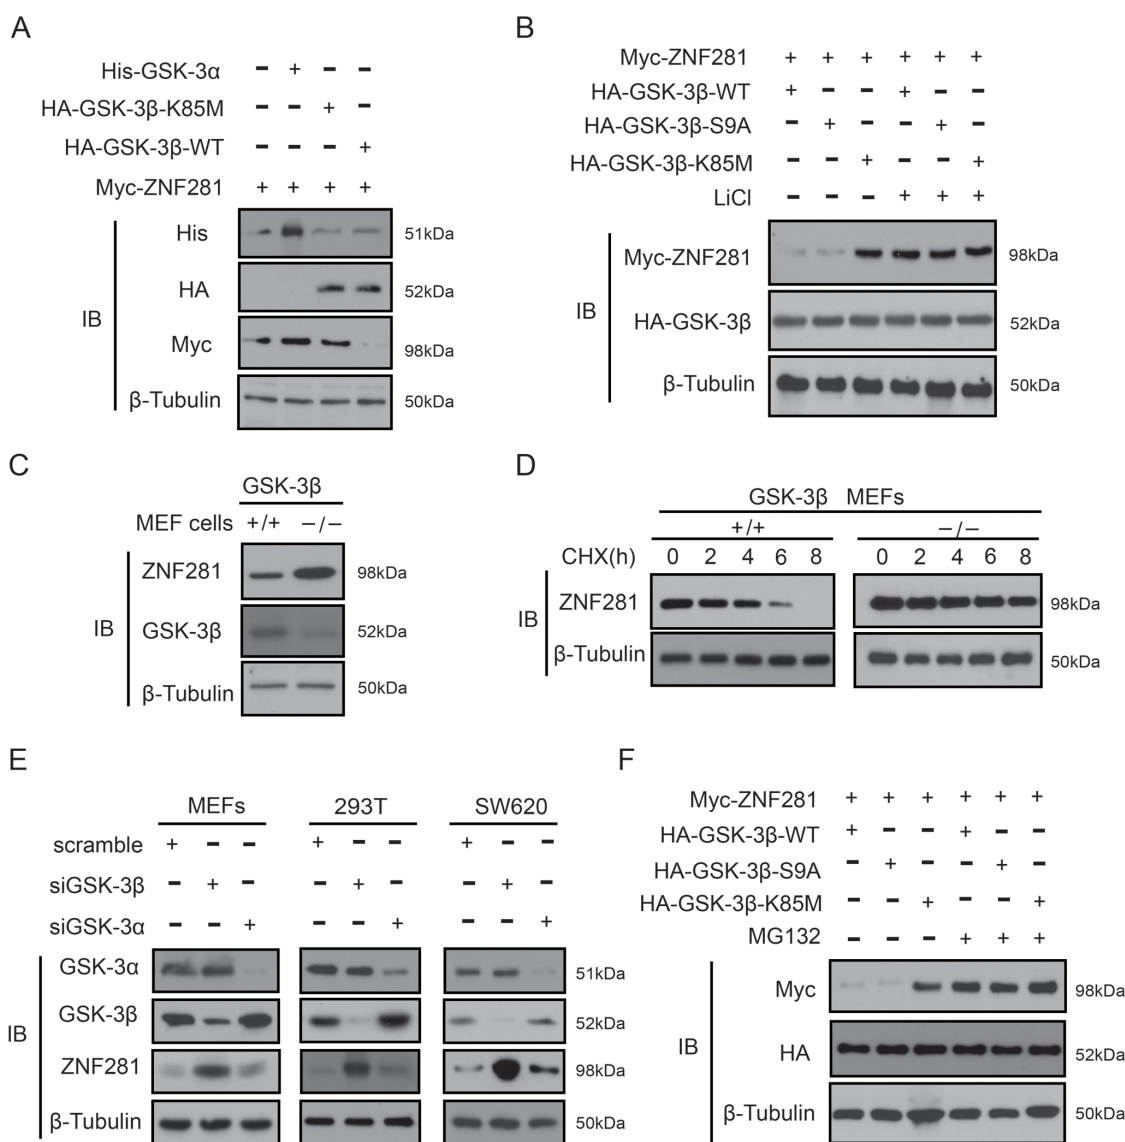 A
His-GSK-3α − + − −
HA-GSK-3β-K85M − − + −
HA-GSK-3β-WT − − − +
Myc-ZNF281 + + + +
IB
His 51kDa
HA 52kDa
Myc 98kDa
β-Tubulin 50kDa
B
Myc-ZNF281 + + + + + +
HA-GSK-3β-WT + − − + − −
HA-GSK-3β-S9A − + − − + −
HA-GSK-3β-K85M − − + − − +
LiCl − − − + + +
IB
Myc-ZNF281 98kDa
HA-GSK-3β 52kDa
β-Tubulin 50kDa
C
GSK-3β
MEF cells +/+ −/−
IB
ZNF281 98kDa
GSK-3β 52kDa
β-Tubulin 50kDa
D
GSK-3β MEFs
+/+ −/−
CHX(h) 0 2 4 6 8 0 2 4 6 8
IB
ZNF281 98kDa
β-Tubulin 50kDa
E
MEFs 293T SW620
scramble + − − + − − + − −
siGSK-3β − + − − + − − + −
siGSK-3α − − + − − + − − +
IB
GSK-3α 51kDa
GSK-3β 52kDa
ZNF281 98kDa
β-Tubulin 50kDa
F
Myc-ZNF281 + + + + + +
HA-GSK-3β-WT + − − + − −
HA-GSK-3β-S9A − + − − + −
HA-GSK-3β-K85M − − + − − +
MG132 − − − + + +
IB
Myc 98kDa
HA 52kDa
β-Tubulin 50kDa